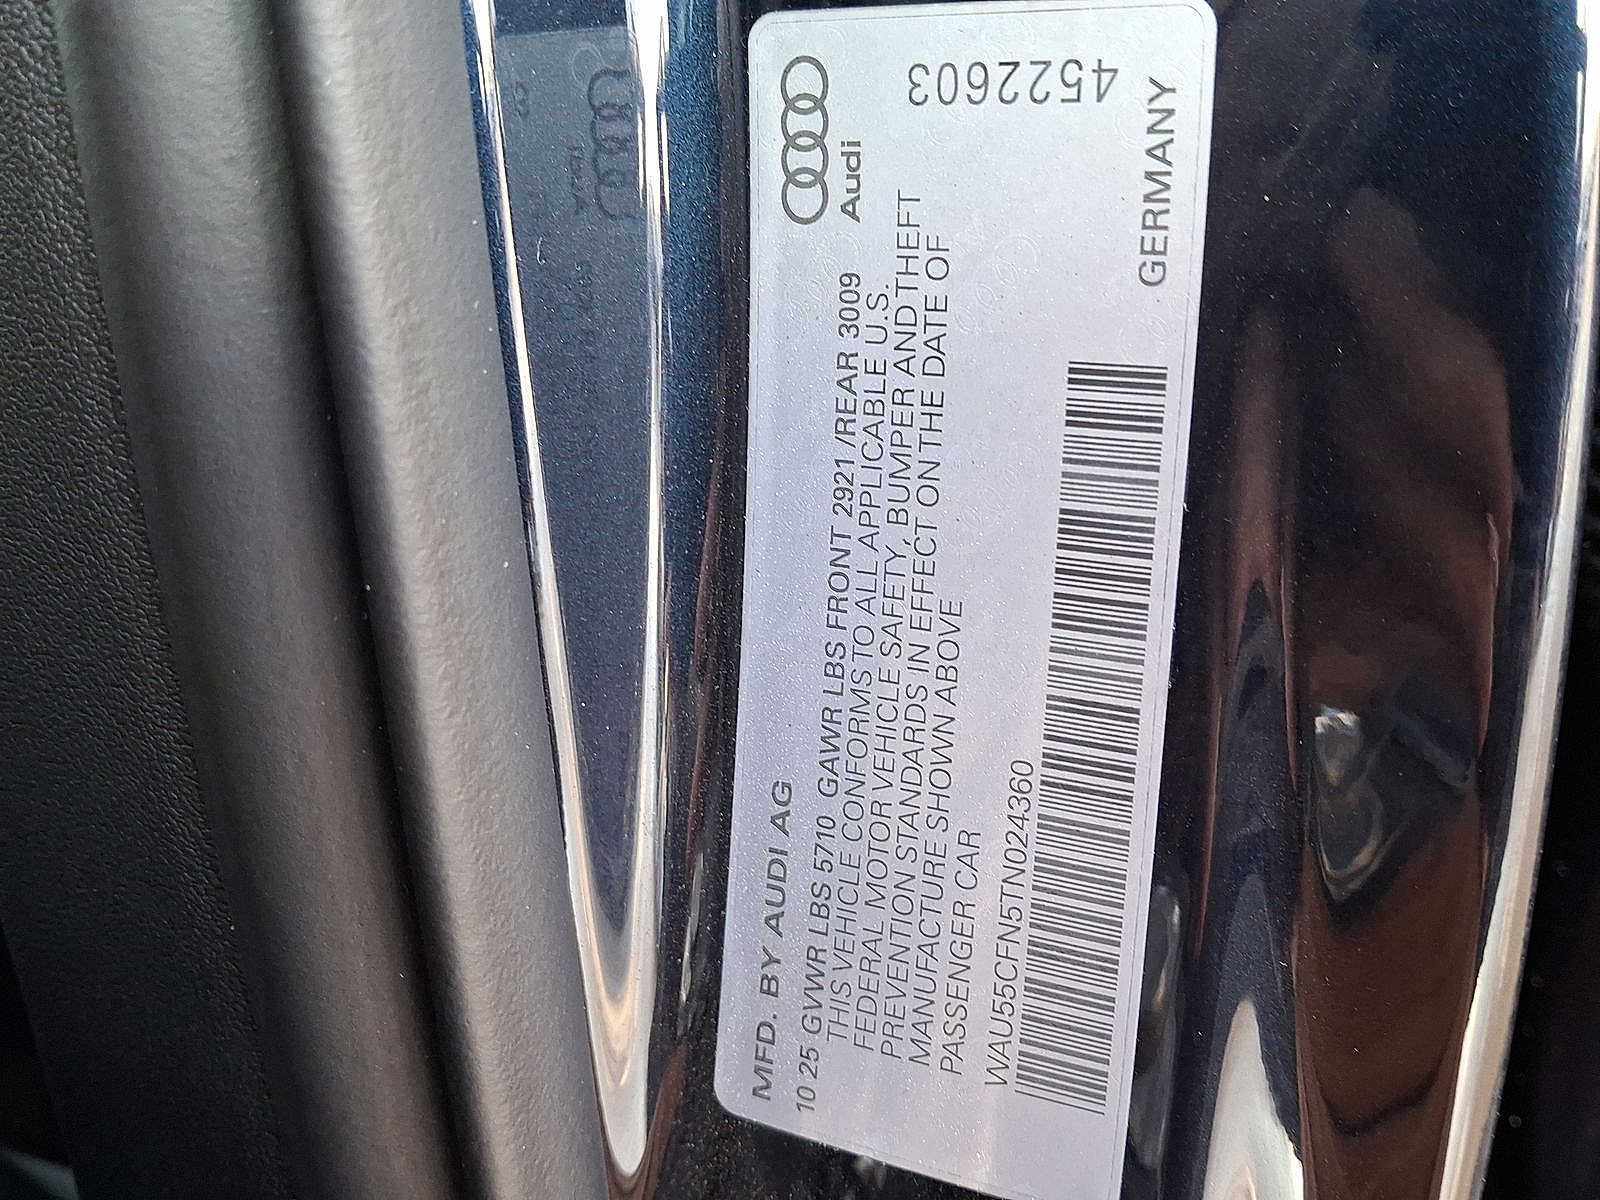 MFD. BY AUDI AG
Audi
10 25 GVWR LBS 5710 GAWR LBS FRONT 2921/REAR 3009
THIS VEHICLE CONFORMS TO ALL APPLICABLE U.S.
FEDERAL MOTOR VEHICLE SAFETY, BUMPER AND THEFT
PREVENTION STANDARDS IN EFFECT ON THE DATE OF
MANUFACTURE SHOWN ABOVE
PASSENGER CAR
WAU55CFN5TN024360
GERMANY
4522603